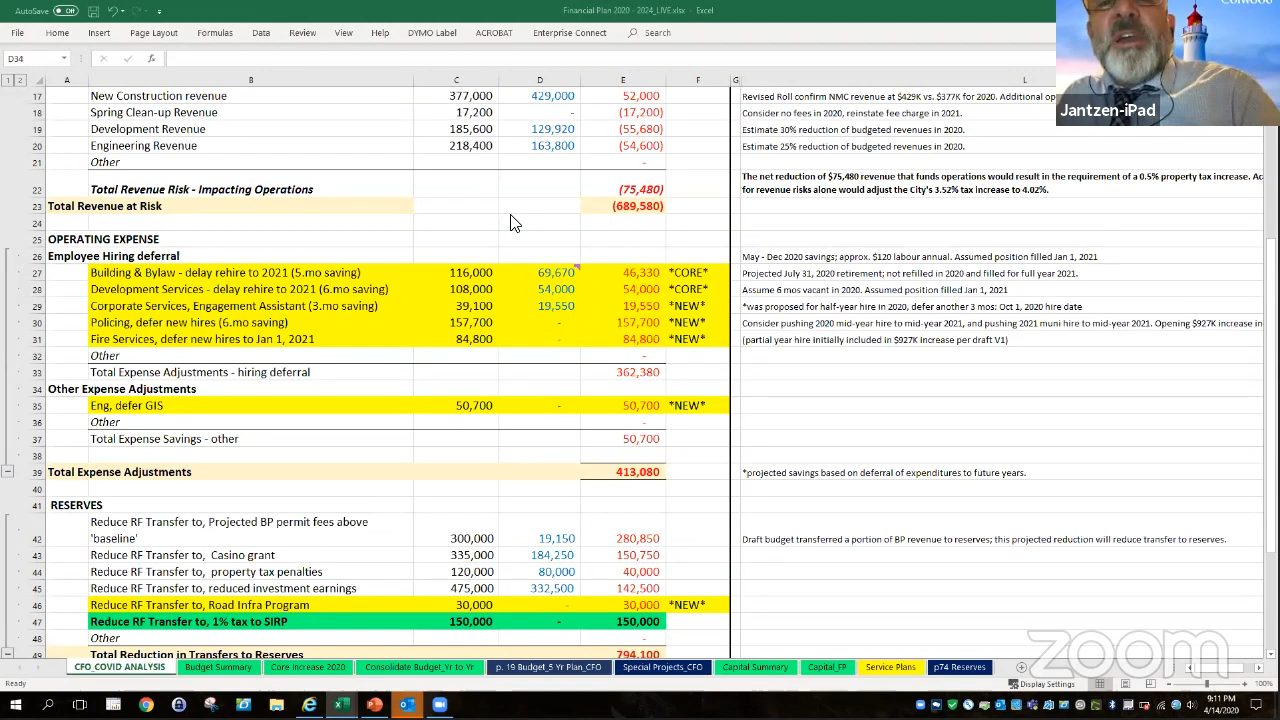 AutoSave Off Financial Plan 2020 - 2024_LIVE.xlsx - Excel
File Home Insert Page Layout Formulas Data Review View Help DYMO Label ACROBAT Enterprise Connect Search
D34 fx
Jantzen-iPad
1 2 A B C D E F G L
17 New Construction revenue 377,000 429,000 52,000 Revised Roll confirm NMC revenue at $429K vs. $377K for 2020. Additional op
18 Spring Clean-up Revenue 17,200 - (17,200) Consider no fees in 2020, reinstate fee charge in 2021.
19 Development Revenue 185,600 129,920 (55,680) Estimate 30% reduction of budgeted revenues in 2020.
20 Engineering Revenue 218,400 163,800 (54,600) Estimate 25% reduction of budgeted revenues in 2020.
21 Other -
The net reduction of $75,480 revenue that funds operations would result in the requirement of a 0.5% property tax increase. Ac
22 Total Revenue Risk - Impacting Operations (75,480) for revenue risks alone would adjust the City's 3.52% tax increase to 4.02%.
23 Total Revenue at Risk (689,580)
24
25 OPERATING EXPENSE
26 Employee Hiring deferral May - Dec 2020 savings; approx. $120 labour annual. Assumed position filled Jan 1, 2021
27 Building & Bylaw - delay rehire to 2021 (5.mo saving) 116,000 69,670 46,330 *CORE* Projected July 31, 2020 retirement; not refilled in 2020 and filled for full year 2021.
28 Development Services - delay rehire to 2021 (6.mo saving) 108,000 54,000 54,000 *CORE* Assume 6 mos vacant in 2020. Assumed position filled Jan 1, 2021
29 Corporate Services, Engagement Assistant (3.mo saving) 39,100 19,550 19,550 *NEW* *was proposed for half-year hire in 2020, defer another 3 mos: Oct 1, 2020 hire date
30 Policing, defer new hires (6.mo saving) 157,700 - 157,700 *NEW* Consider pushing 2020 mid-year hire to mid-year 2021, and pushing 2021 muni hire to mid-year 2021. Opening $927K increase in
31 Fire Services, defer new hires to Jan 1, 2021 84,800 - 84,800 *NEW* (partial year hire initially included in $927K increase per draft V1)
32 Other -
33 Total Expense Adjustments - hiring deferral 362,380
34 Other Expense Adjustments
35 Eng, defer GIS 50,700 - 50,700 *NEW*
36 Other -
37 Total Expense Savings - other 50,700
38
39 Total Expense Adjustments 413,080 *projected savings based on deferral of expenditures to future years.
40
41 RESERVES
Reduce RF Transfer to, Projected BP permit fees above
42 'baseline' 300,000 19,150 280,850 Draft budget transferred a portion of BP revenue to reserves; this projected reduction will reduce transfer to reserves.
43 Reduce RF Transfer to, Casino grant 335,000 184,250 150,750
44 Reduce RF Transfer to, property tax penalties 120,000 80,000 40,000
45 Reduce RF Transfer to, reduced investment earnings 475,000 332,500 142,500
46 Reduce RF Transfer to, Road Infra Program 30,000 - 30,000 *NEW*
47 Reduce RF Transfer to, 1% tax to SIRP 150,000 - 150,000
48 Other -
49 Total Reduction in Transfers to Reserves 794,100
zoom
CFO_COVID ANALYSIS Budget Summary Core Increase 2020 Consolidate Budget_Yr to Yr p. 19 Budget_5 Yr Plan_CFO Special Projects_CFO Capital Summary Capital_FP Service Plans p74 Reserves
Ready Display Settings 100%
9:11 PM
4/14/2020